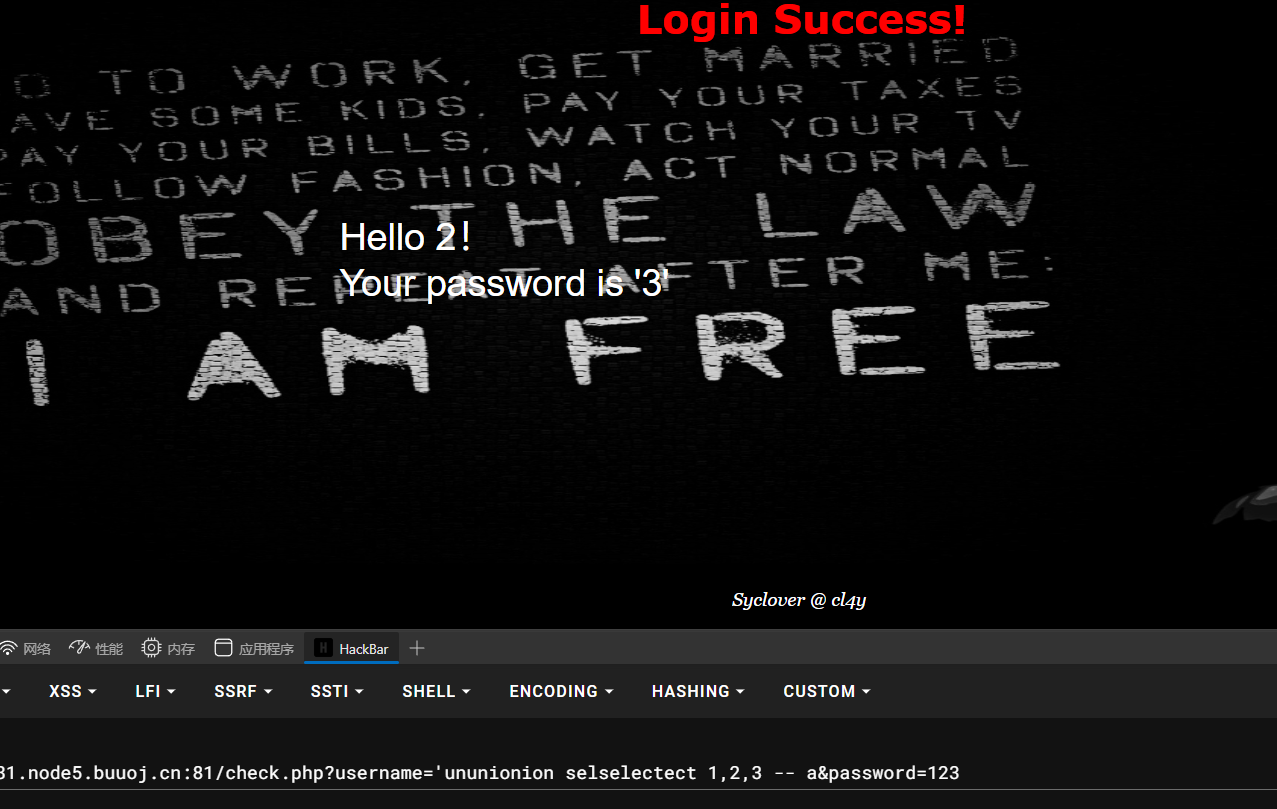 Login Success!
TO WORK, GET MARRIED
AVE SOME KIDS, PAY YOUR TAXES
PAY YOUR BILLS, WATCH YOUR TV
FOLLOW FASHION, ACT NORMAL
OBEY THE LAW
Hello 2!
AND REPEAT AFTER ME:
Your password is '3'
I AM FREE
Syclover @ cl4y
网络 性能 内存 应用程序 H HackBar
XSS LFI SSRF SSTI SHELL ENCODING HASHING CUSTOM
81.node5.buuoj.cn:81/check.php?username='ununionion selselectect 1,2,3 -- a&password=123